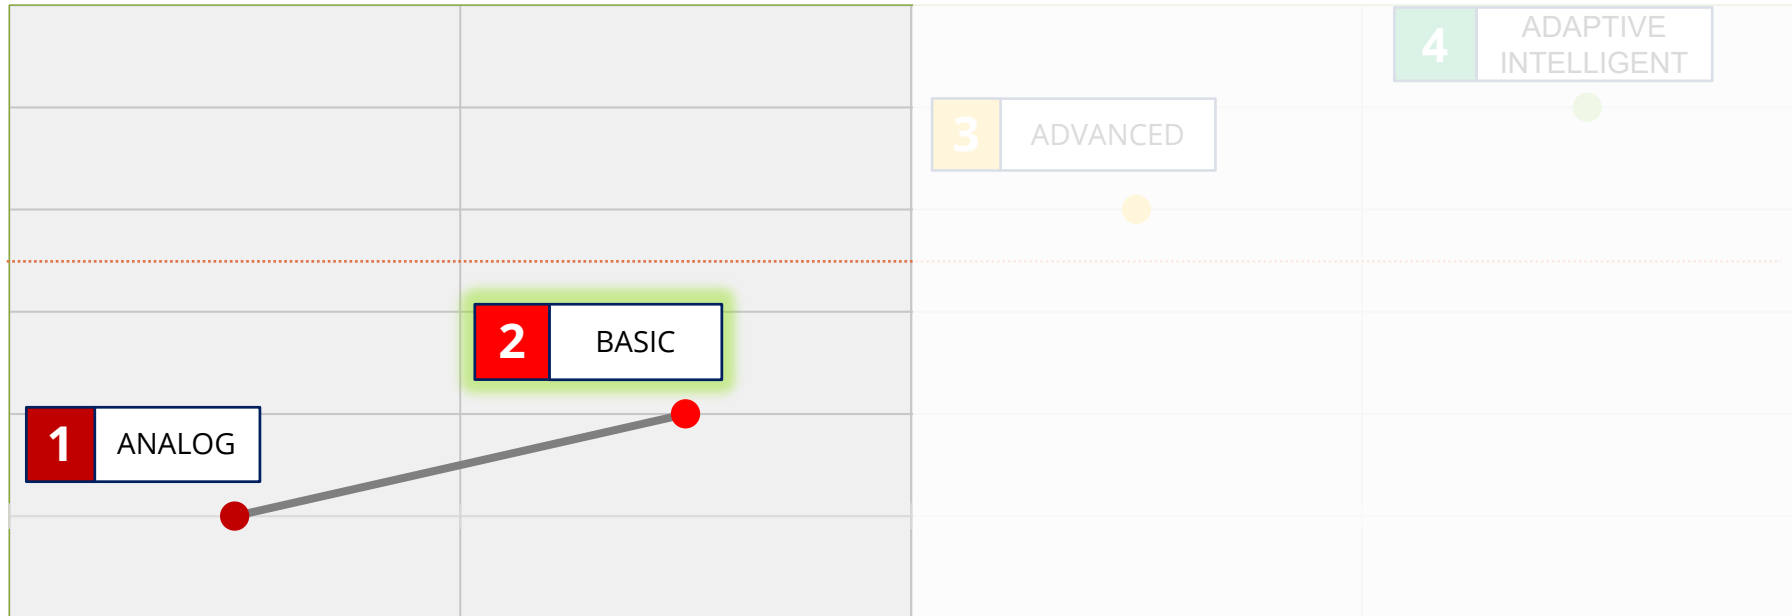 4
ADAPTIVE
INTELLIGENT
3
ADVANCED
2
BASIC
1
ANALOG